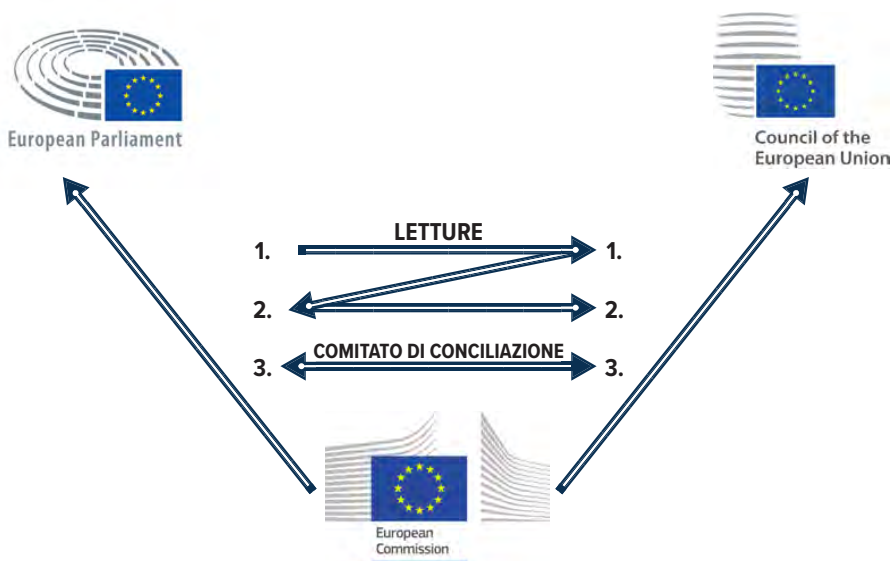 European Parliament
Council of the
European Union
LETTURE
1.
1.
2.
2.
COMITATO DI CONCILIAZIONE
3.
3.
European
Commission